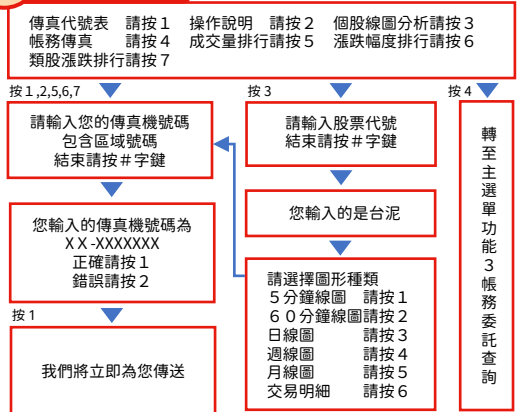 傳真代號表　請按１　操作說明　請按２　個股線圖分析請按３
帳務傳真　　請按４　成交量排行請按５　漲跌幅度排行請按６
類股漲跌排行請按７
按１,2,5,6,7
按３
按４
請輸入您的傳真機號碼
包含區域號碼
結束請按＃字鍵
請輸入股票代號
結束請按＃字鍵
轉至主選單功能３帳務委託查詢
您輸入的傳真機號碼為
ＸＸ-XXXXXXX
正確請按１
錯誤請按２
您輸入的是台泥
請選擇圖形種類
５分鐘線圖　請按１
６０分鐘線圖請按２
日線圖　　　請按３
週線圖　　　請按４
月線圖　　　請按５
交易明細　　請按６
按１
我們將立即為您傳送